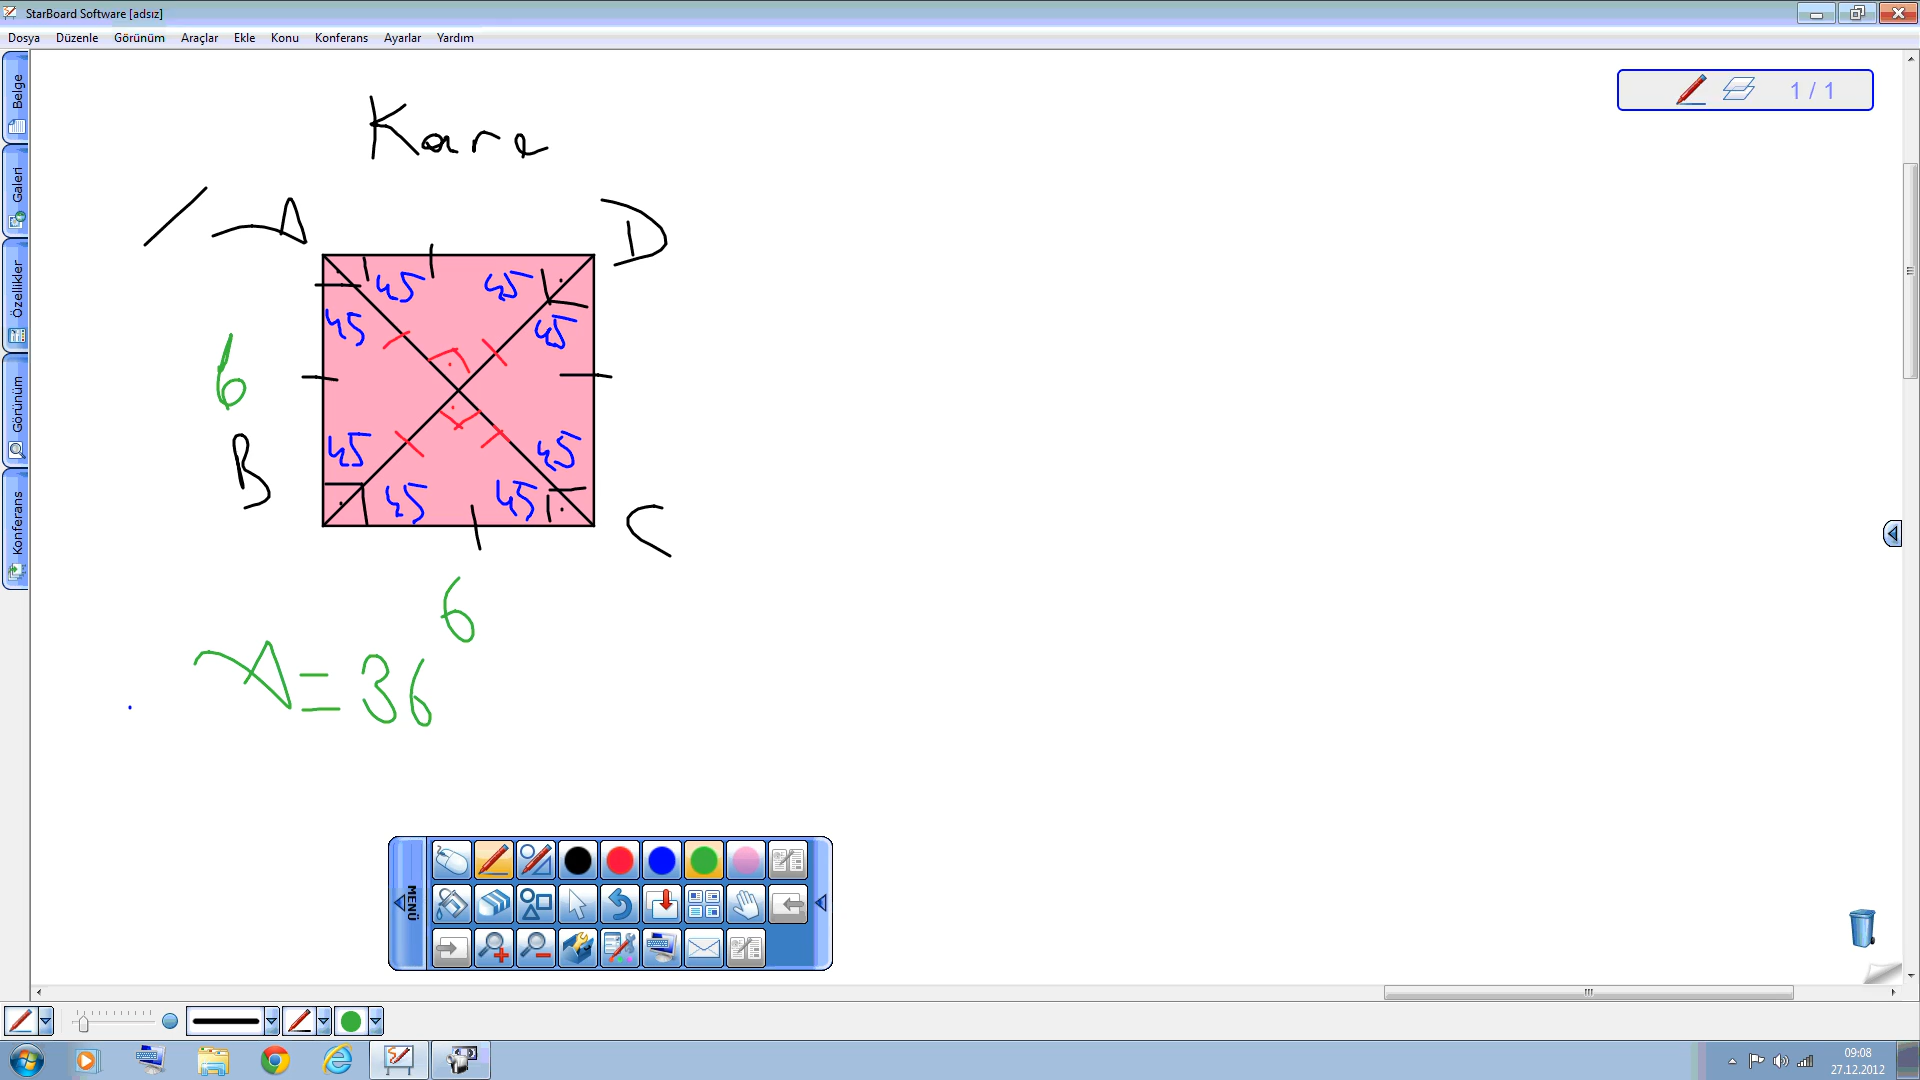 StarBoard Software [adsız]
Dosya Düzenle Görünüm Araçlar Ekle Konu Konferans Ayarlar Yardım
Belge
Galeri
Özellikler
Görünüm
Konferans
1 / 1
Kare
A D
45 45
45 45
6
B
45 45
45 45
C
6
A = 36
MENÜ
09:08
27.12.2012